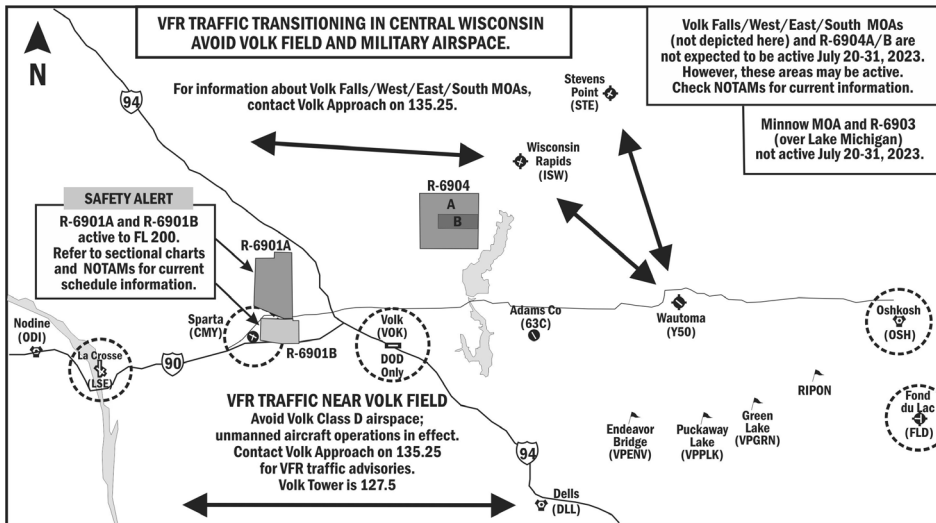 VFR TRAFFIC TRANSITIONING IN CENTRAL WISCONSIN
AVOID VOLK FIELD AND MILITARY AIRSPACE.
Volk Falls/West/East/South MOAs
(not depicted here) and R-6904A/B are
not expected to be active July 20-31, 2023.
However, these areas may be active.
Check NOTAMs for current information.
Minnow MOA and R-6903
(over Lake Michigan)
not active July 20-31, 2023.
N
94
For information about Volk Falls/West/East/South MOAs,
contact Volk Approach on 135.25.
Stevens
Point
(STE)
Wisconsin
Rapids
(ISW)
R-6904
A
B
SAFETY ALERT
R-6901A and R-6901B
active to FL 200.
Refer to sectional charts
and NOTAMs for current
schedule information.
R-6901A
Sparta
(CMY)
R-6901B
Volk
(VOK)
DOD
Only
Adams Co
(63C)
Wautoma
(Y50)
Oshkosh
(OSH)
Nodine
(ODI)
La Crosse
(LSE)
90
VFR TRAFFIC NEAR VOLK FIELD
Avoid Volk Class D airspace;
unmanned aircraft operations in effect.
Contact Volk Approach on 135.25
for VFR traffic advisories.
Volk Tower is 127.5
94
Dells
(DLL)
Endeavor
Bridge
(VPENV)
Puckaway
Lake
(VPPLK)
Green
Lake
(VPGRN)
RIPON
Fond
du Lac
(FLD)